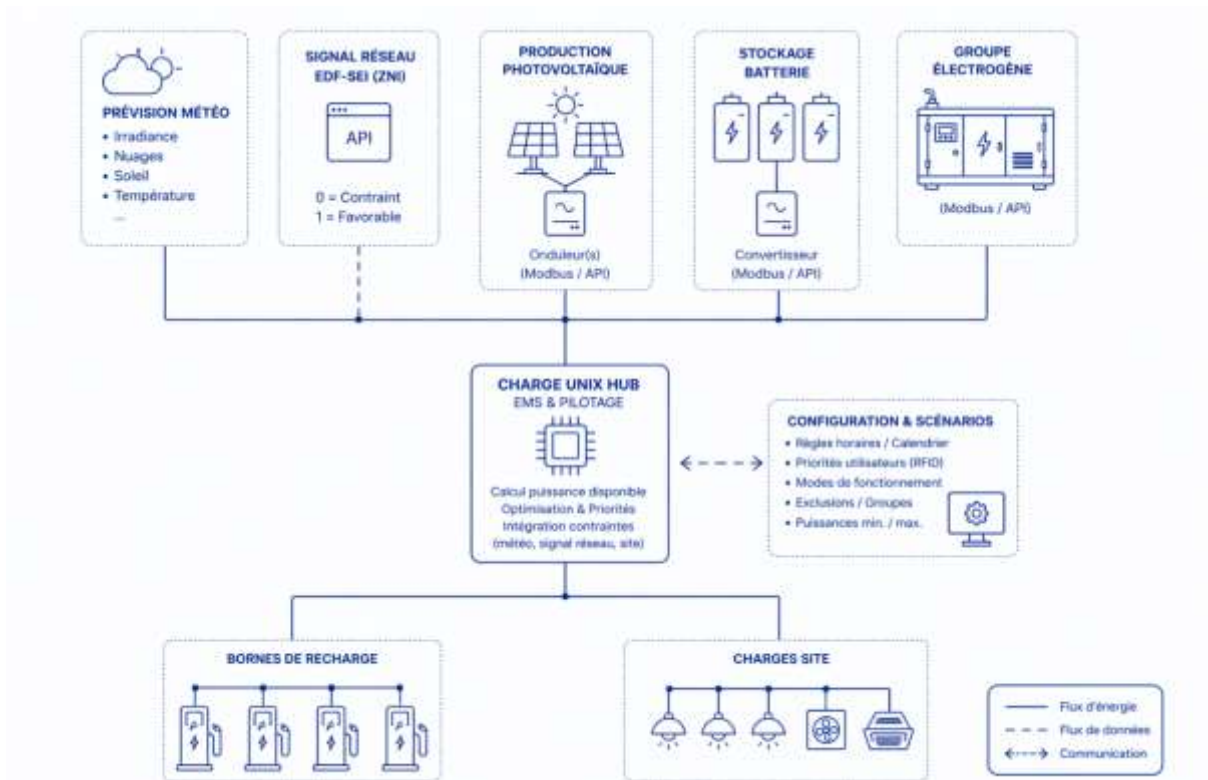 PRÉVISION MÉTÉO
• Irradiance
• Nuages
• Soleil
• Température
...
SIGNAL RÉSEAU
EDF-SEI (ZNI)
API
0 = Contraint
1 = Favorable
PRODUCTION
PHOTOVOLTAÏQUE
Onduleur(s)
(Modbus / API)
STOCKAGE
BATTERIE
Convertisseur
(Modbus / API)
GROUPE
ÉLECTROGÈNE
(Modbus / API)
CHARGE UNIX HUB
EMS & PILOTAGE
Calcul puissance disponible
Optimisation & Priorités
Intégration contraintes
(météo, signal réseau, site)
CONFIGURATION & SCÉNARIOS
• Règles horaires / Calendrier
• Priorités utilisateurs (RFID)
• Modes de fonctionnement
• Exclusions / Groupes
• Puissances min. / max.
BORNES DE RECHARGE
CHARGES SITE
Flux d'énergie
Flux de données
Communication